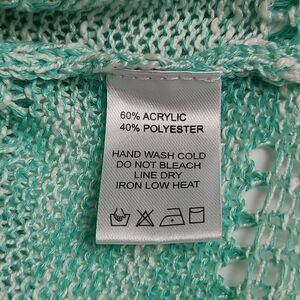 60% ACRYLIC
40% POLYESTER
HAND WASH COLD
DO NOT BLEACH
LINE DRY
IRON LOW HEAT